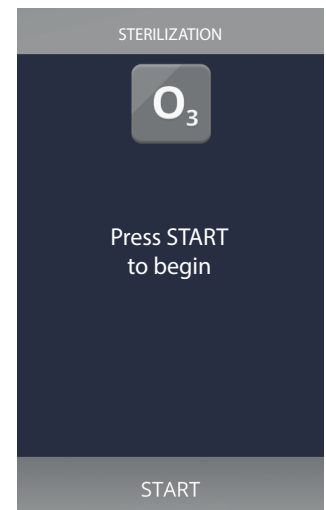 STERILIZATION
O3
Press START
to begin
START